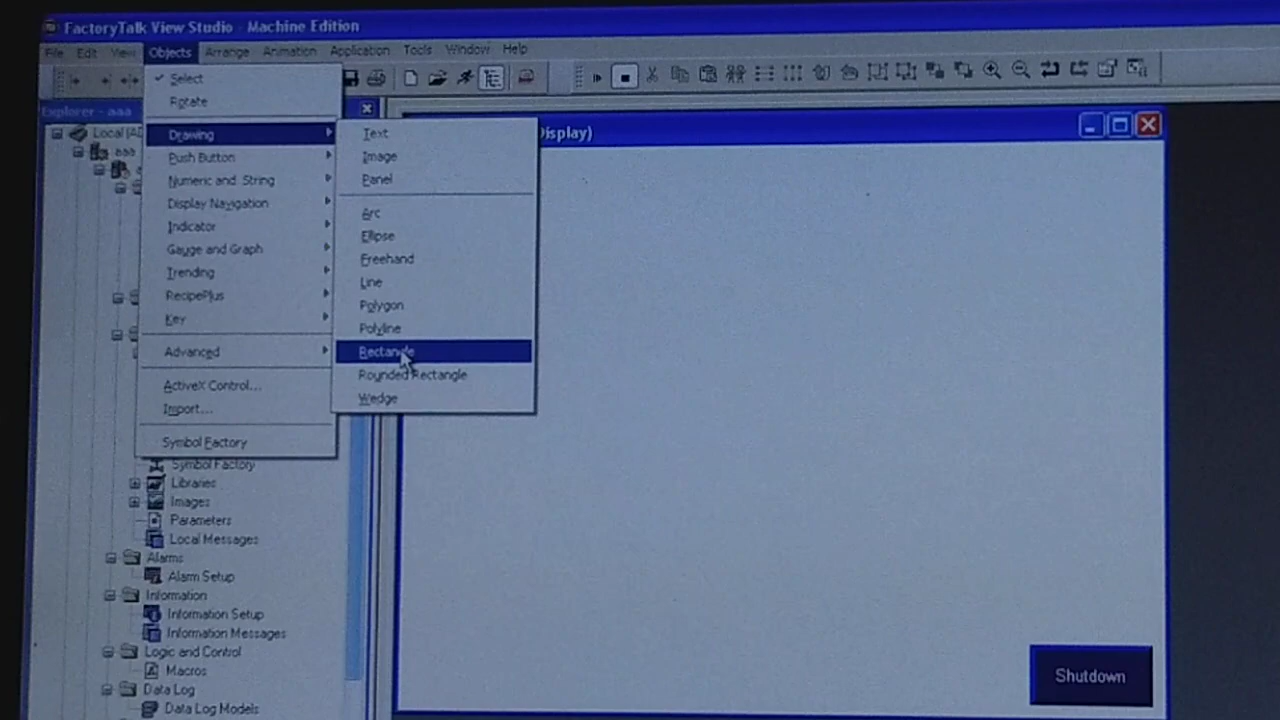 FactoryTalk View Studio - Machine Edition
File Edit View Objects Arrange Animation Application Tools Window Help
Select
Rotate
Explorer - aaa
Display)
Local (A
aaa
Drawing
Push Button
Numeric and String
Display Navigation
Indicator
Gauge and Graph
Trending
RecipePlus
Key
Advanced
ActiveX Control...
Import...
Symbol Factory
Text
Image
Panel
Arc
Ellipse
Freehand
Line
Polygon
Polyline
Rectangle
Rounded Rectangle
Wedge
Symbol Factory
Libraries
Images
Parameters
Local Messages
Alarms
Alarm Setup
Information
Information Setup
Information Messages
Logic and Control
Macros
Data Log
Data Log Models
Shutdown